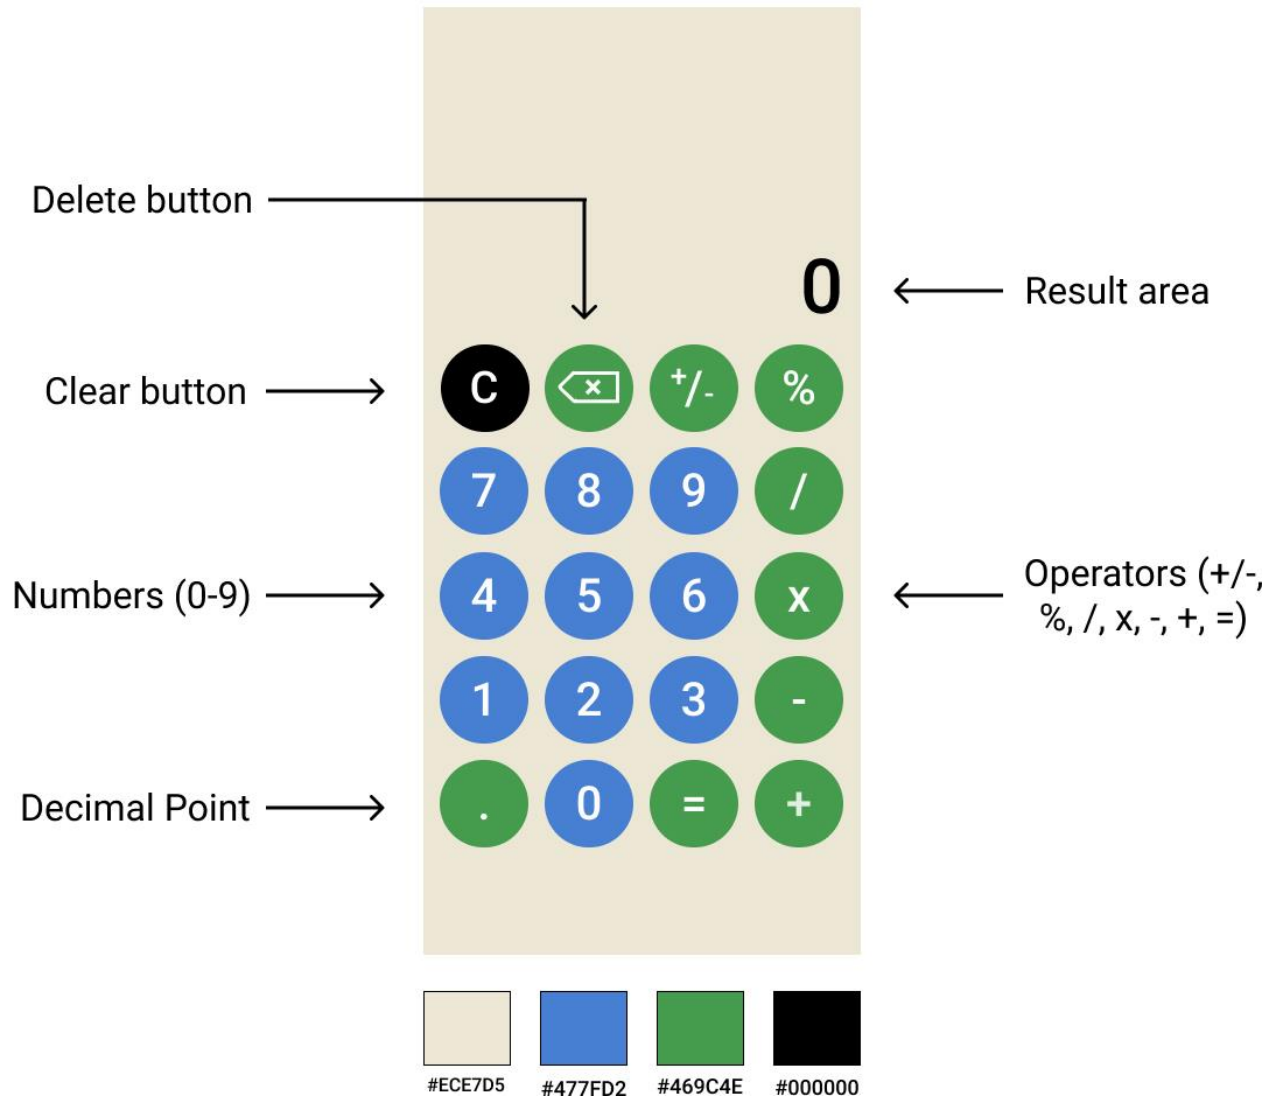 Delete button
0
Result area
Clear button
C
×
+/-
%
7
8
9
/
Numbers (0-9)
4
5
6
x
Operators (+/-,
%, /, x, -, +, =)
1
2
3
-
Decimal Point
.
0
=
+
#ECE7D5
#477FD2
#469C4E
#000000